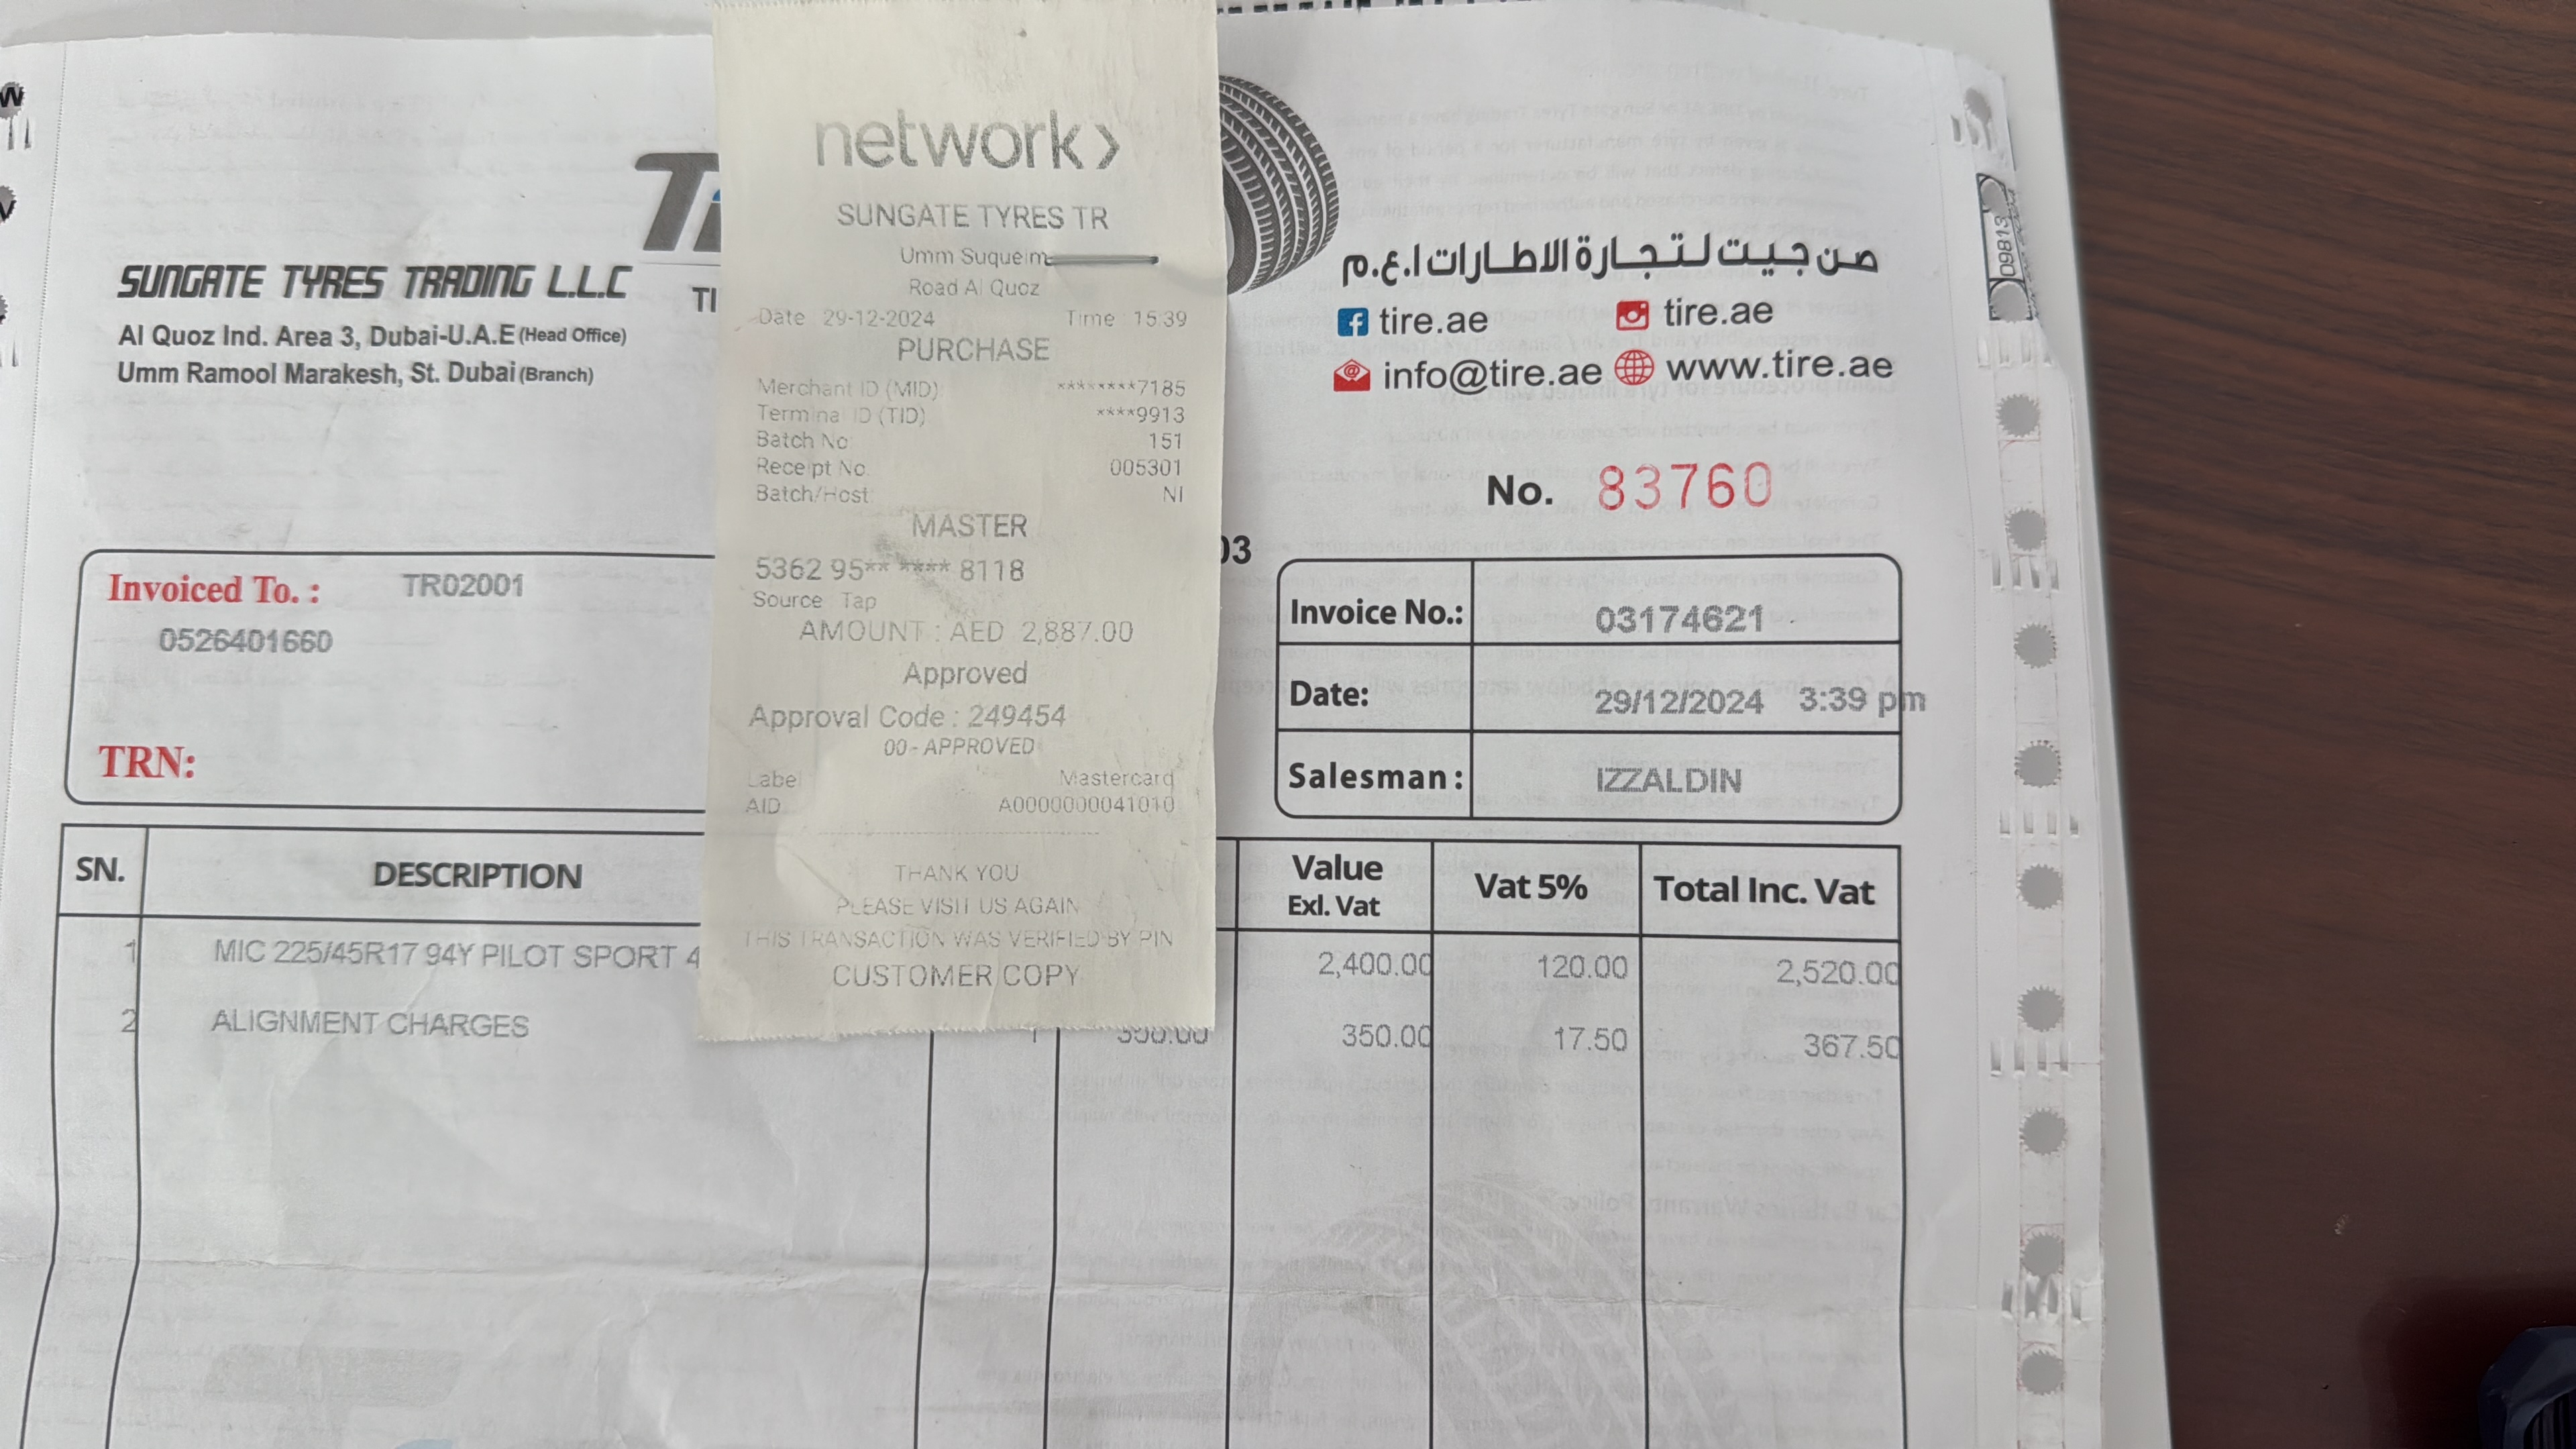 network>
SUNGATE TYRES TR
Umm Suqueim
Road Al Quoz
Date 29-12-2024 Time 15:39
PURCHASE
Merchant ID (MID): ********7185
Terminal ID (TID) ****9913
Batch No 151
Receipt No. 005301
Batch/Host: NI
MASTER
5362 95** **** 8118
Source Tap
AMOUNT : AED 2,887.00
Approved
Approval Code : 249454
00 - APPROVED
Label Mastercard
AID A0000000041010
THANK YOU
PLEASE VISIT US AGAIN
THIS TRANSACTION WAS VERIFIED BY PIN
CUSTOMER COPY
SUNGATE TYRES TRADING L.L.C
Al Quoz Ind. Area 3, Dubai-U.A.E (Head Office)
Umm Ramool Marakesh, St. Dubai (Branch)
Ti
TI
صن جيت لتجارة الاطارات ا.ع.م
tire.ae tire.ae
info@tire.ae www.tire.ae
No. 83760
03
09813
Invoiced To. : TR02001
0526401660
TRN:
Invoice No.: 03174621
Date: 29/12/2024 3:39 pm
Salesman : IZZALDIN
SN. DESCRIPTION Value Exl. Vat Vat 5% Total Inc. Vat
1 MIC 225/45R17 94Y PILOT SPORT 4 2,400.00 120.00 2,520.00
2 ALIGNMENT CHARGES 1 350.00 350.00 17.50 367.50